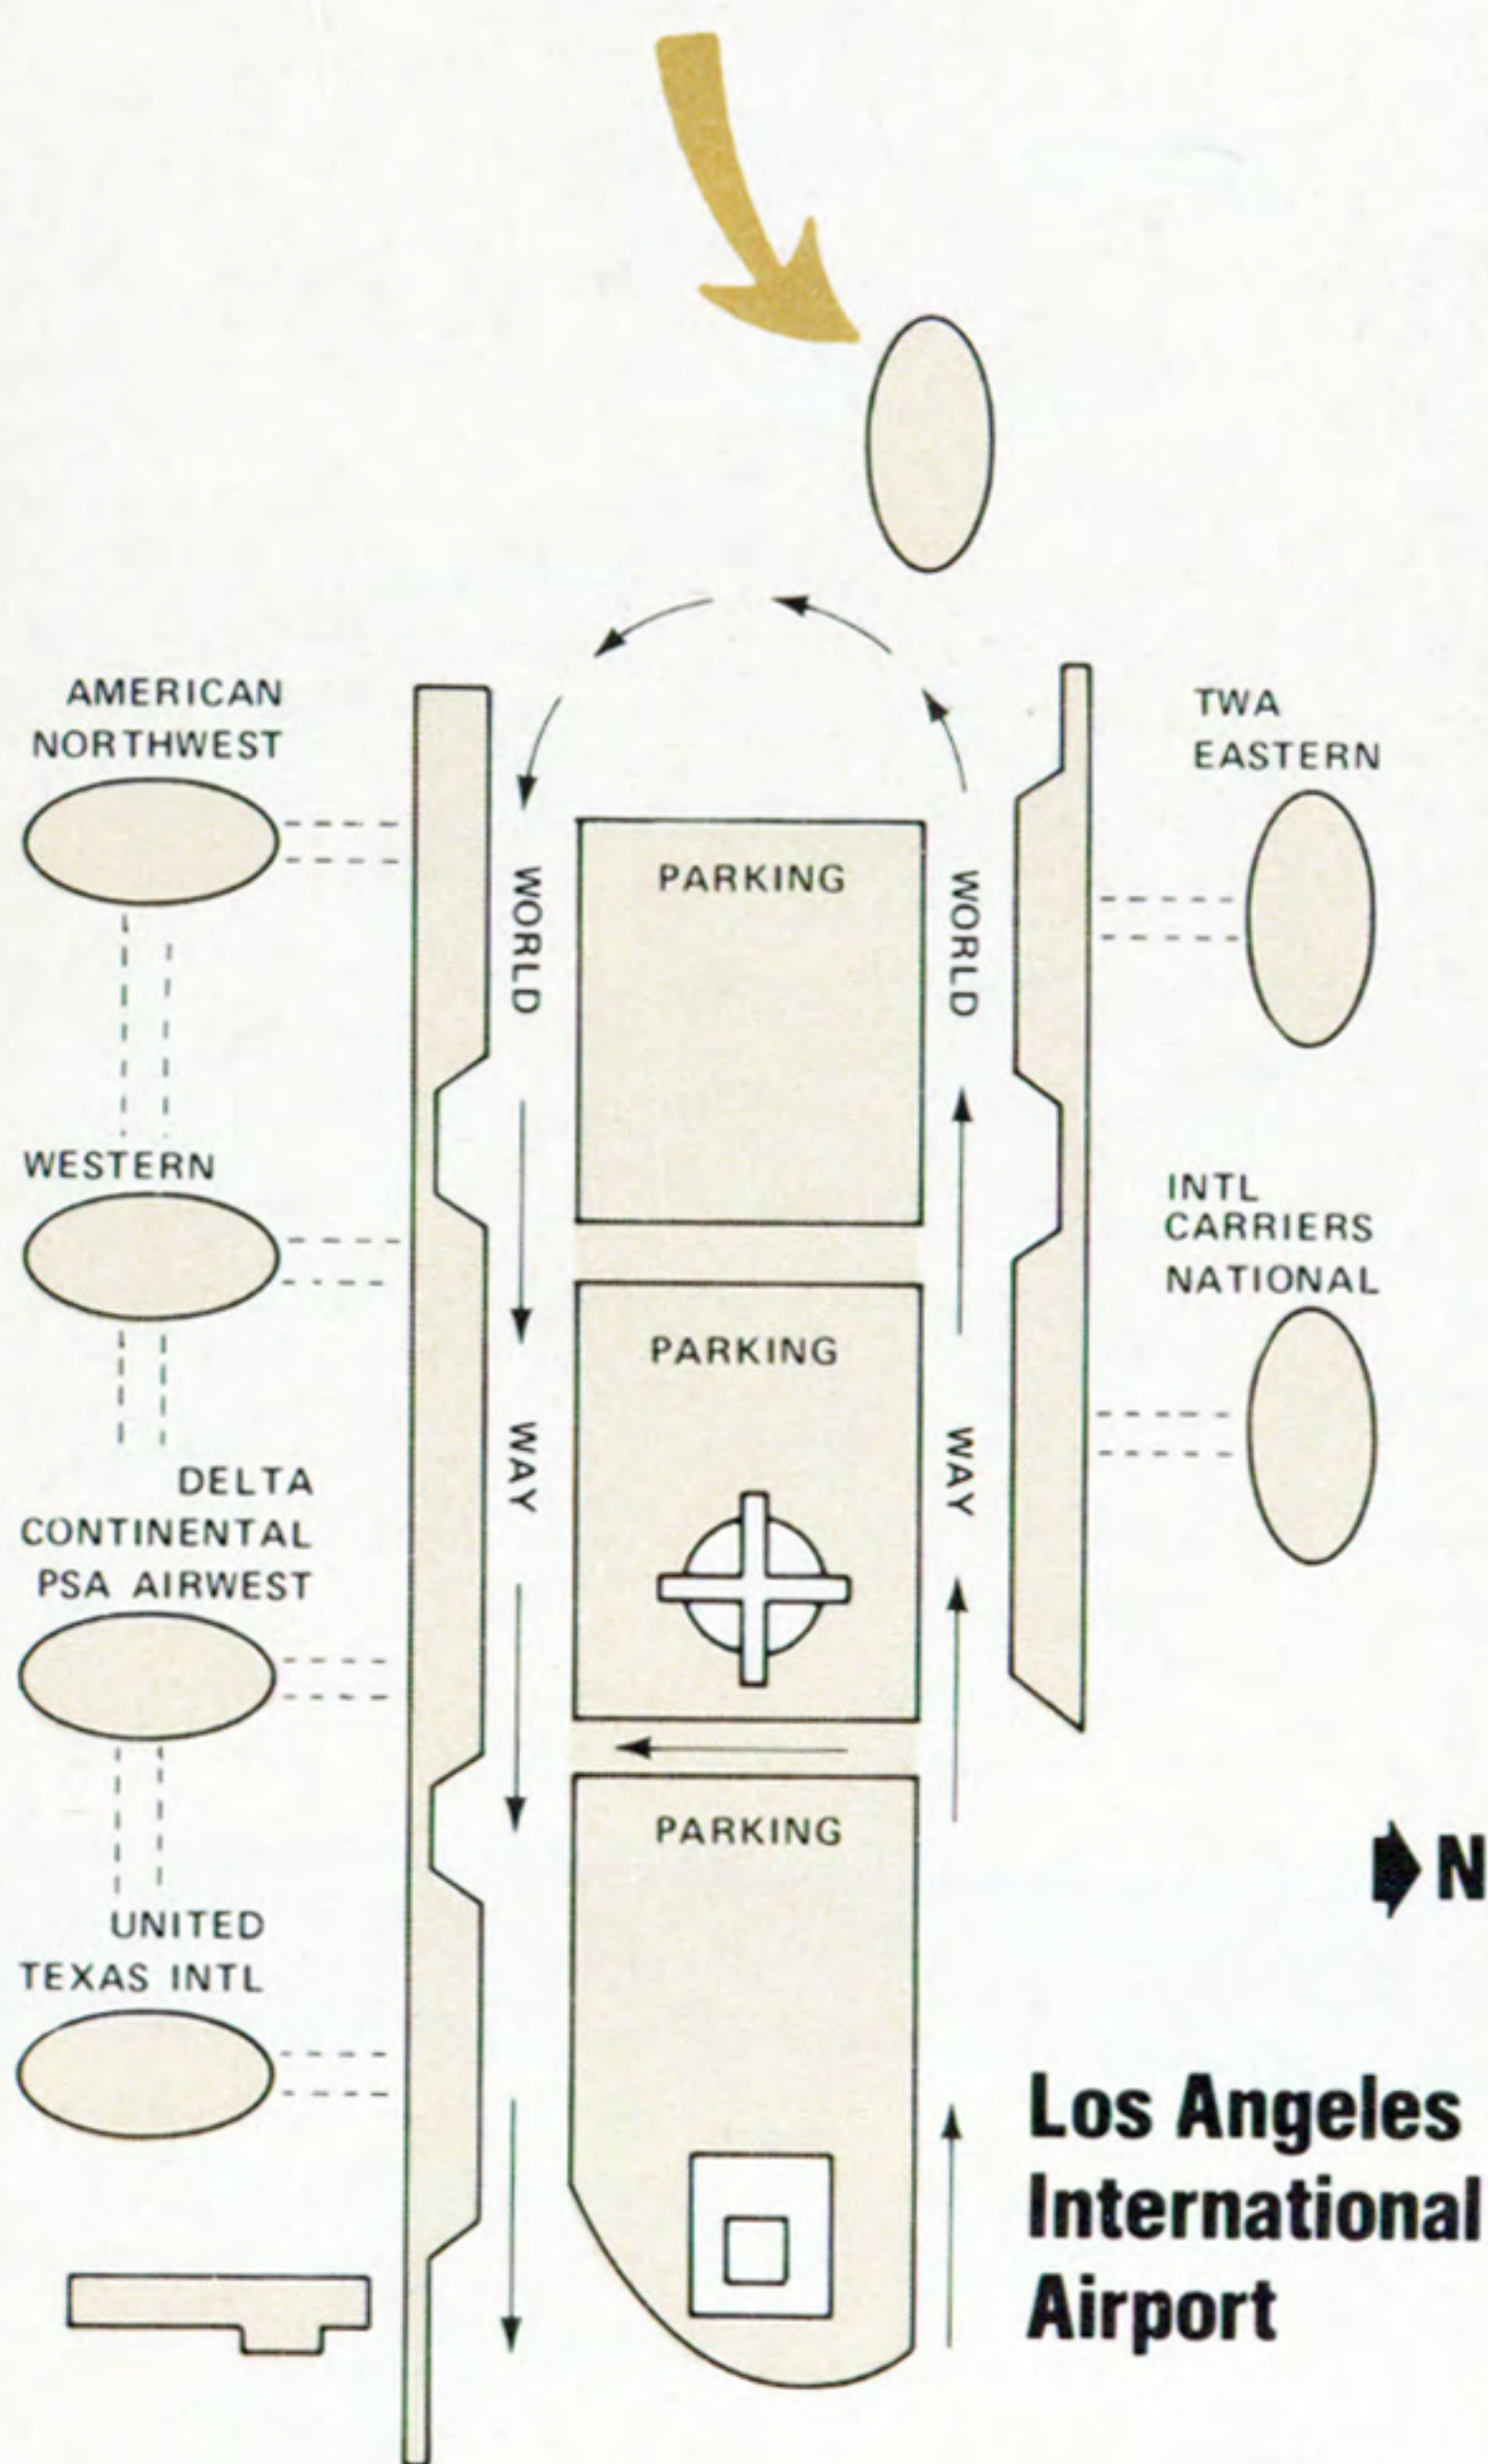 AMERICAN
NORTHWEST
TWA
EASTERN
PARKING
WORLD
WORLD
WESTERN
INTL
CARRIERS
NATIONAL
PARKING
WAY
WAY
DELTA
CONTINENTAL
PSA AIRWEST
PARKING
N
UNITED
TEXAS INTL
Los Angeles
International
Airport